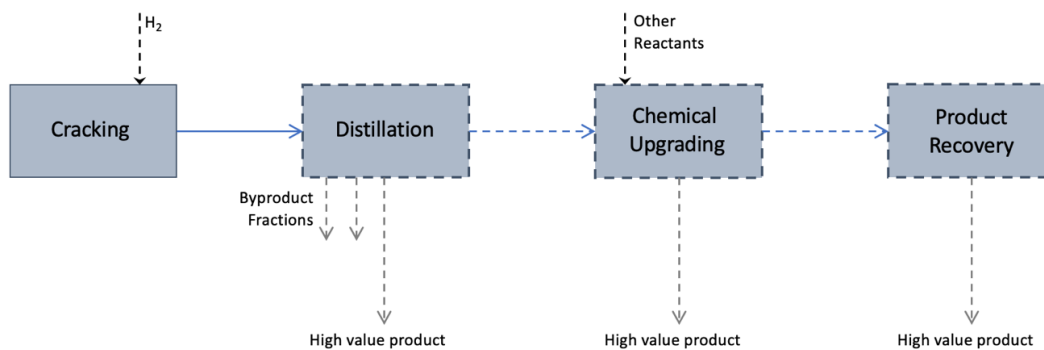 H₂
Other
Reactants
Cracking
Distillation
Chemical
Upgrading
Product
Recovery
Byproduct
Fractions
High value product
High value product
High value product